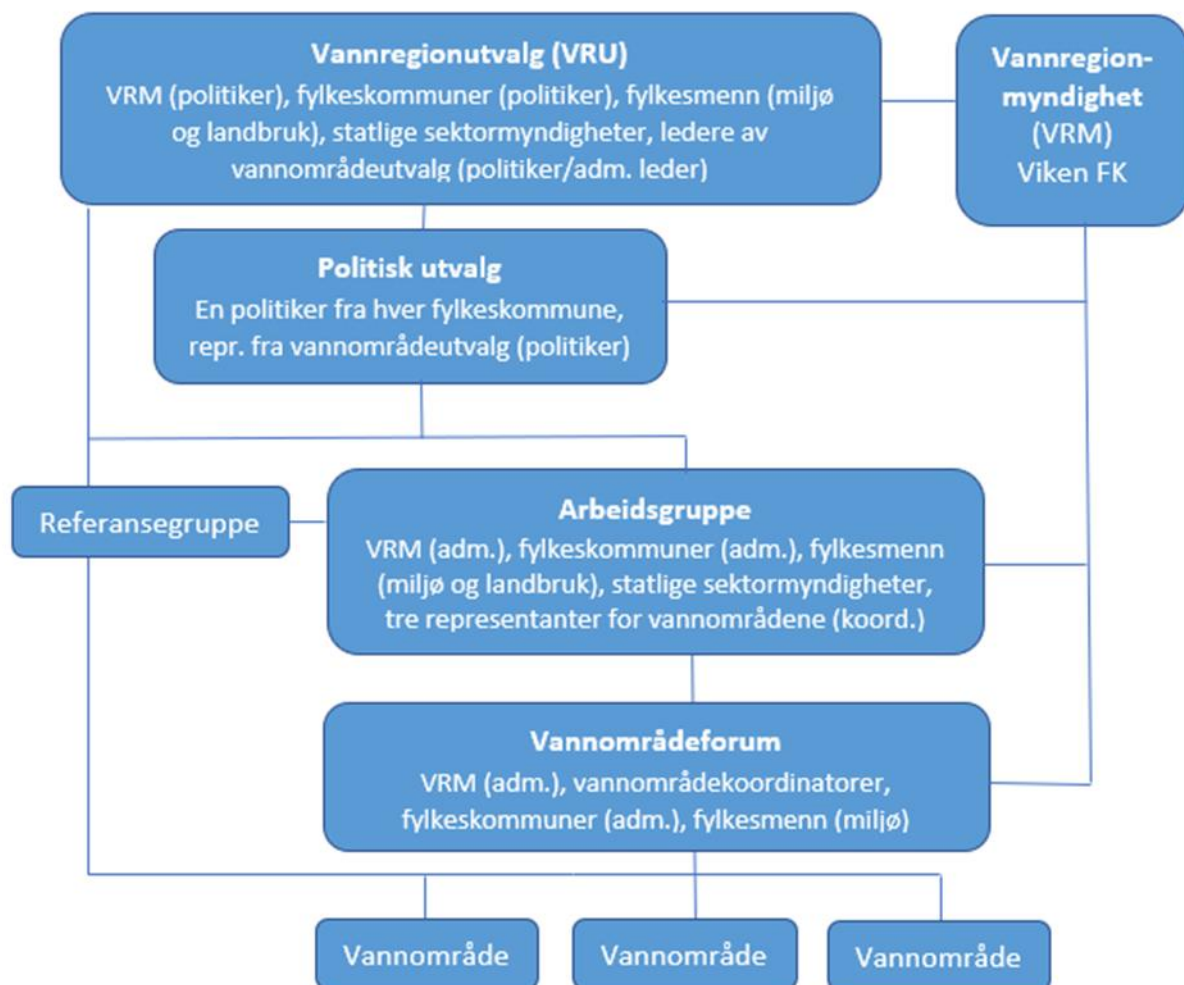 Vannregionutvalg (VRU)
VRM (politiker), fylkeskommuner (politiker), fylkesmenn (miljø
og landbruk), statlige sektormyndigheter, ledere av
vannområdeutvalg (politiker/adm. leder)
Vannregion-
myndighet
(VRM)
Viken FK
Politisk utvalg
En politiker fra hver fylkeskommune,
repr. fra vannområdeutvalg (politiker)
Referansegruppe
Arbeidsgruppe
VRM (adm.), fylkeskommuner (adm.), fylkesmenn
(miljø og landbruk), statlige sektormyndigheter,
tre representanter for vannområdene (koord.)
Vannområdeforum
VRM (adm.), vannområdekoordinatorer,
fylkeskommuner (adm.), fylkesmenn (miljø)
Vannområde
Vannområde
Vannområde